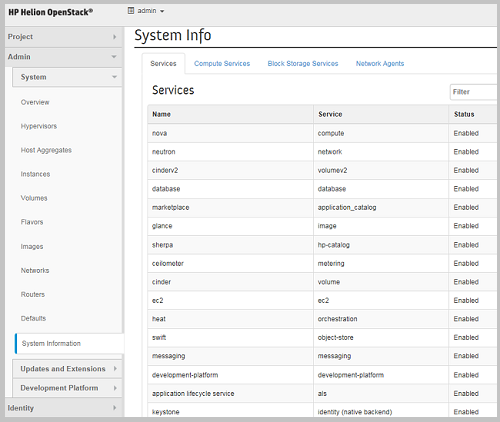 HP Helion OpenStack®
admin
Project
Admin
System
Overview
Hypervisors
Host Aggregates
Instances
Volumes
Flavors
Images
Networks
Routers
Defaults
System Information
Updates and Extensions
Development Platform
Identity
System Info
Services Compute Services Block Storage Services Network Agents
Services
Filter
Name Service Status
nova compute Enabled
neutron network Enabled
cinderv2 volumev2 Enabled
database database Enabled
marketplace application_catalog Enabled
glance image Enabled
sherpa hp-catalog Enabled
ceilometer metering Enabled
cinder volume Enabled
ec2 ec2 Enabled
heat orchestration Enabled
swift object-store Enabled
messaging messaging Enabled
development-platform development-platform Enabled
application lifecycle service als Enabled
keystone identity (native backend) Enabled